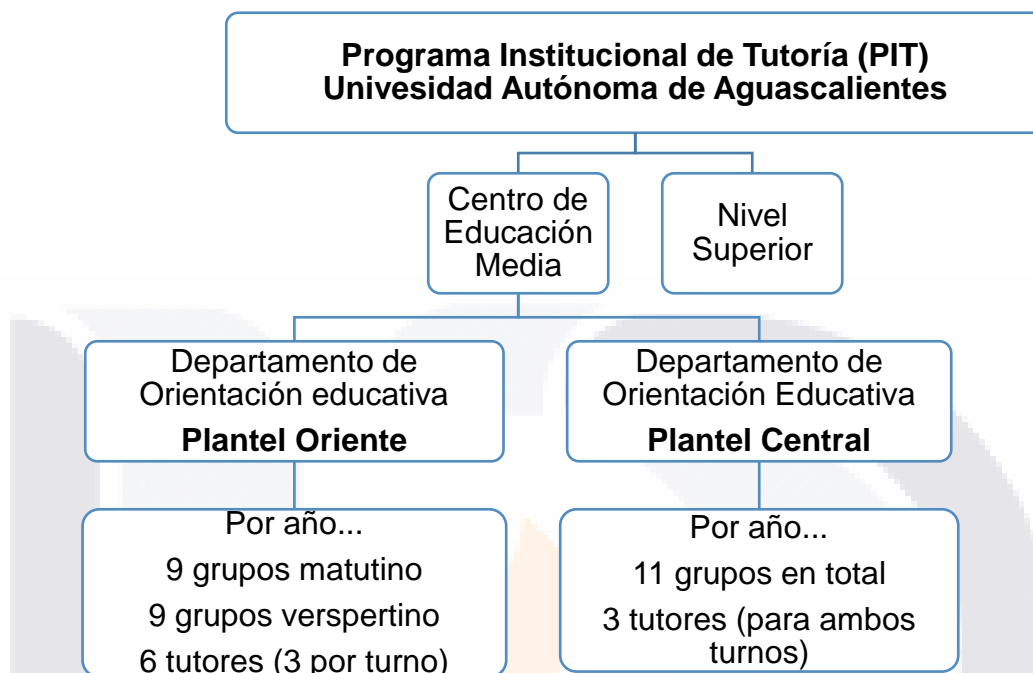 Programa Institucional de Tutoría (PIT)
Univesidad Autónoma de Aguascalientes
Centro de
Educación
Media
Nivel
Superior
Departamento de
Orientación educativa
Plantel Oriente
Departamento de
Orientación Educativa
Plantel Central
Por año...
9 grupos matutino
9 grupos verspertino
6 tutores (3 por turno)
Por año...
11 grupos en total
3 tutores (para ambos
turnos)